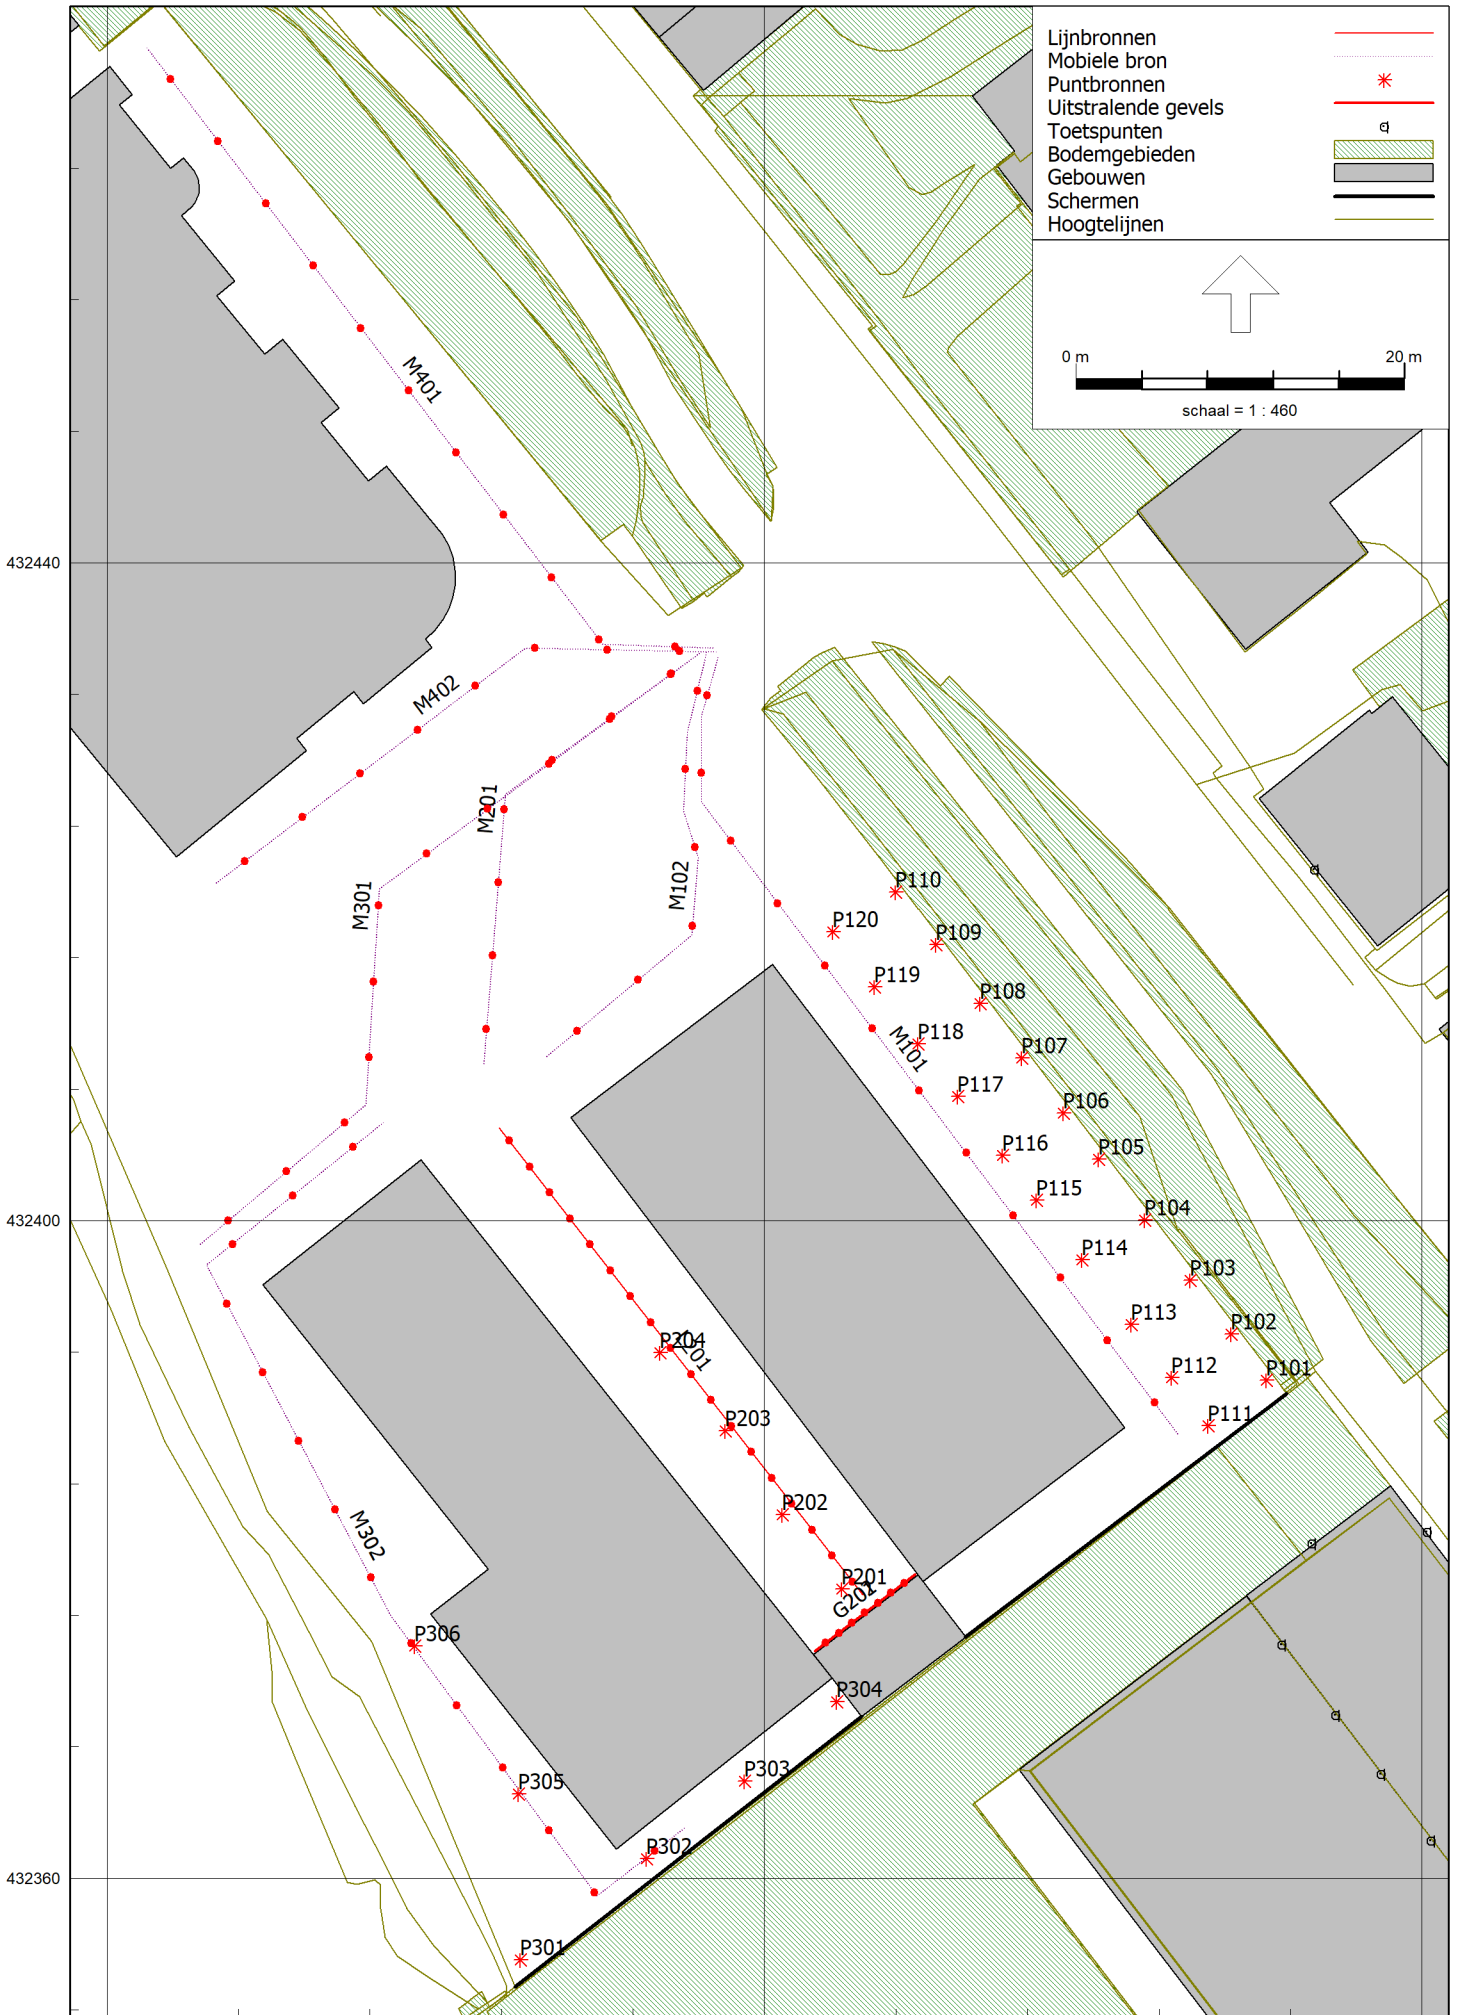 Lijnbronnen
Mobiele bron
Puntbronnen
Uitstralende gevels
Toetspunten
Bodemgebieden
Gebouwen
Schermen
Hoogtelijnen
0 m 20 m
schaal = 1 : 460
M401
432440
M402
M201
M301
M102
P110
P120
P109
P119
P108
M101
P118
P107
P117
P106
P116
P105
P115
P104
432400
P114
P103
P113
P102
P204
P112
P101
P203
P111
P202
M302
P201
G201
P306
P304
P303
P305
P302
432360
P301